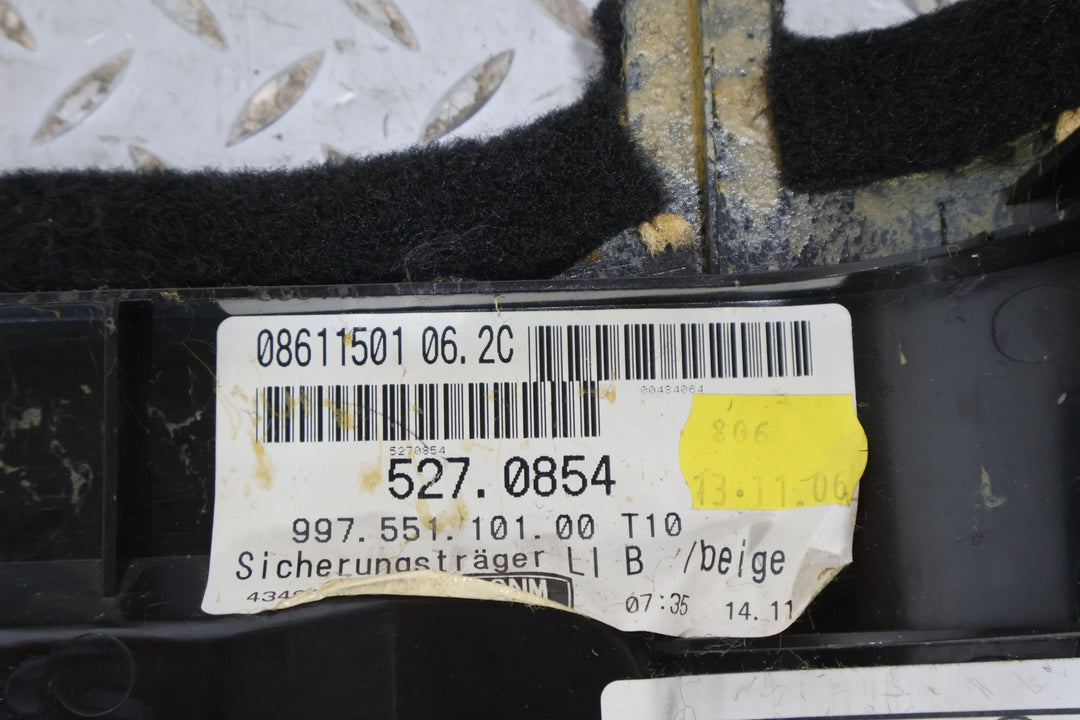 08611501 06.2C
00434064
5270854
527.0854
806
13.11.06
997.551.101.00 T10
Sicherungsträger LI B /beige
07:35 14.11